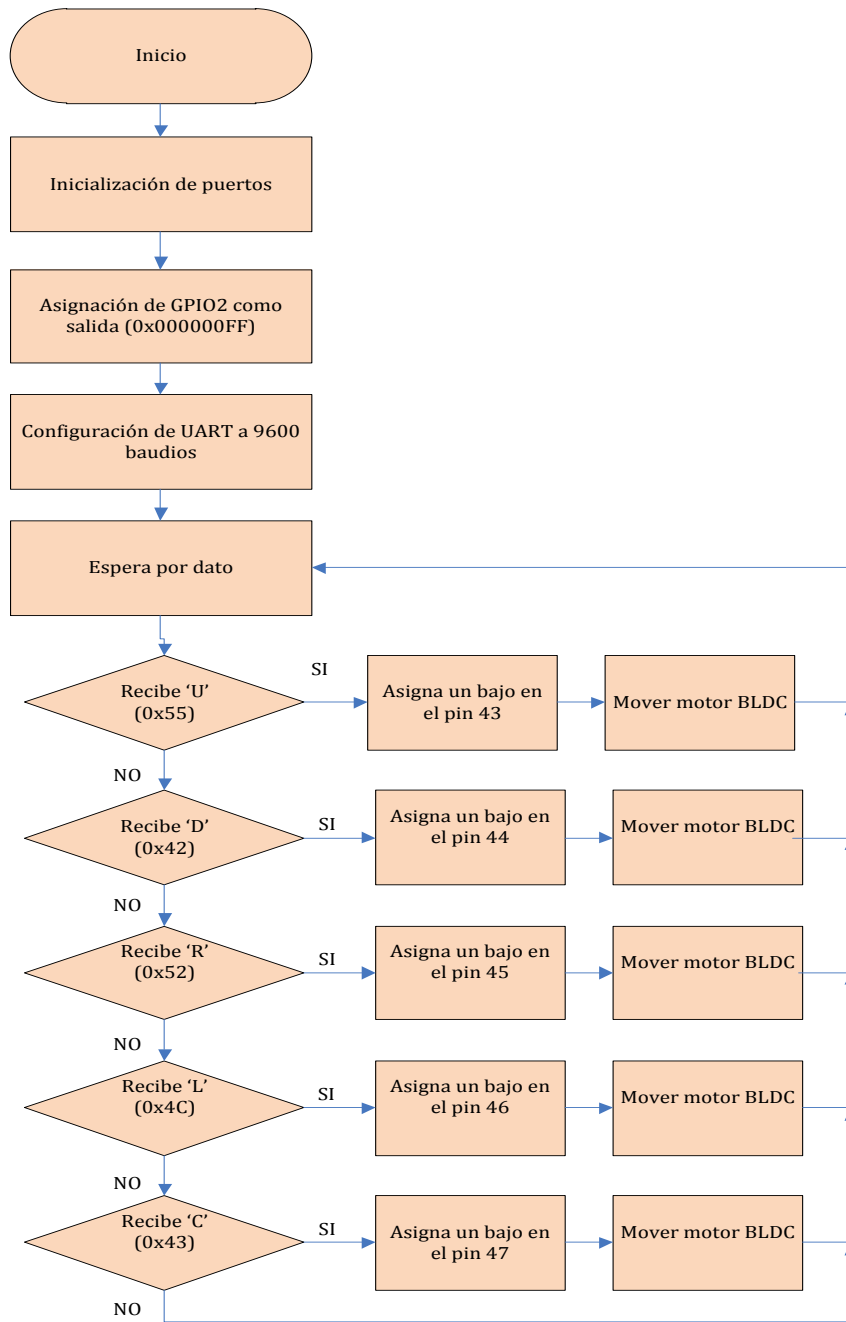 Inicio
Inicialización de puertos
Asignación de GPIO2 como
salida (0x000000FF)
Configuración de UART a 9600
baudios
Espera por dato
Recibe ‘U’
(0x55)
SI
Asigna un bajo en
el pin 43
Mover motor BLDC
NO
Recibe ‘D’
(0x42)
SI
Asigna un bajo en
el pin 44
Mover motor BLDC
NO
Recibe ‘R’
(0x52)
SI
Asigna un bajo en
el pin 45
Mover motor BLDC
NO
Recibe ‘L’
(0x4C)
SI
Asigna un bajo en
el pin 46
Mover motor BLDC
NO
Recibe ‘C’
(0x43)
SI
Asigna un bajo en
el pin 47
Mover motor BLDC
NO